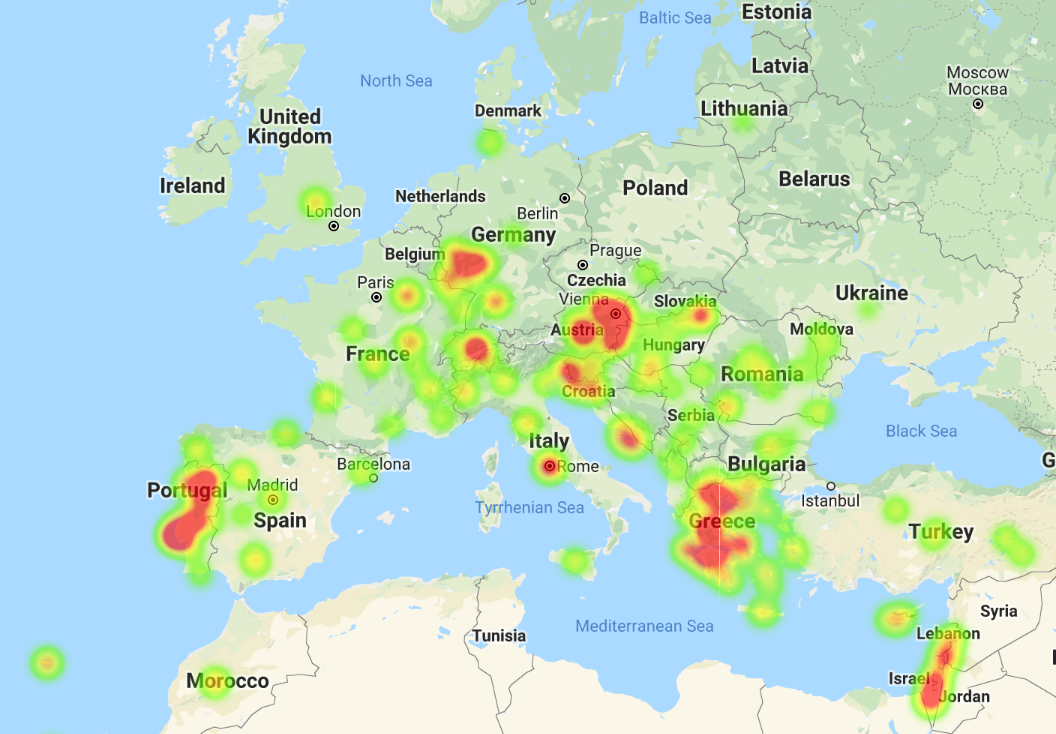 Baltic Sea
Estonia
Latvia
Moscow
Москва
North Sea
Denmark
Lithuania
United
Kingdom
Ireland
Netherlands
Poland
Belarus
London
Berlin
Germany
Belgium
Prague
Czechia
Paris
Vienna
Slovakia
Ukraine
Austria
Moldova
France
Hungary
Romania
Croatia
Serbia
Black Sea
Italy
Barcelona
Rome
Bulgaria
G
Portugal
Madrid
Istanbul
Tyrrhenian Sea
Spain
Greece
Turkey
Syria
Mediterranean Sea
Tunisia
Lebanon
Morocco
Israel
Jordan